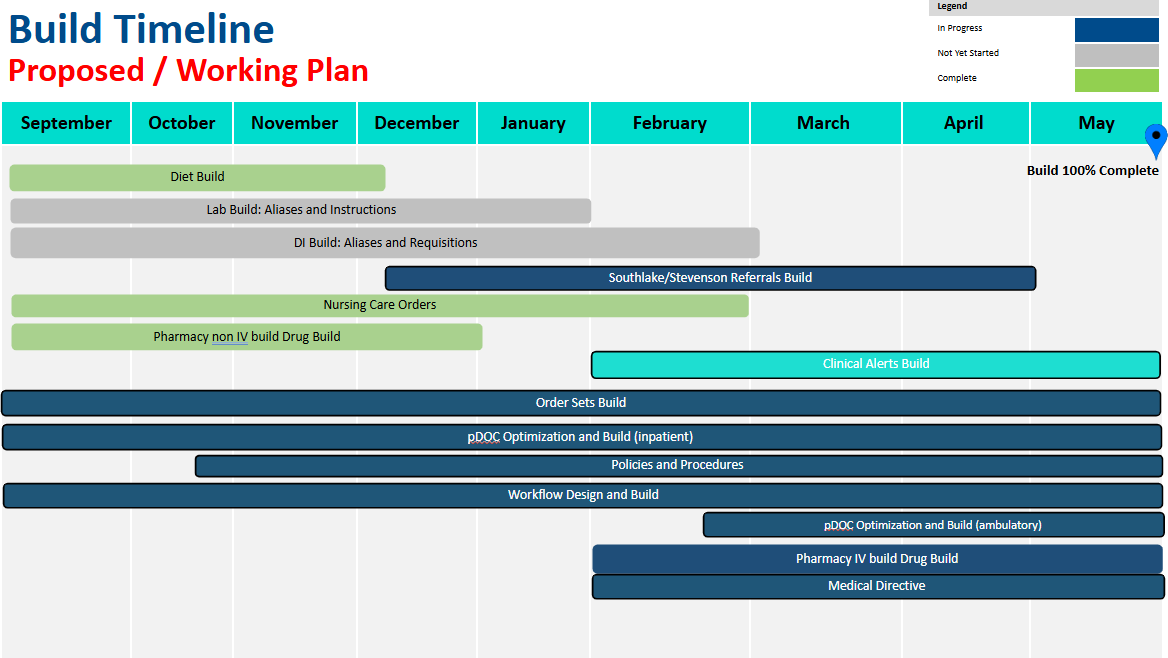 Build Timeline
Proposed / Working Plan
Legend
In Progress
Not Yet Started
Complete
September October November December January February March April May
Build 100% Complete
Diet Build
Lab Build: Aliases and Instructions
DI Build: Aliases and Requisitions
Southlake/Stevenson Referrals Build
Nursing Care Orders
Pharmacy non IV build Drug Build
Clinical Alerts Build
Order Sets Build
pDOC Optimization and Build (inpatient)
Policies and Procedures
Workflow Design and Build
pDOC Optimization and Build (ambulatory)
Pharmacy IV build Drug Build
Medical Directive